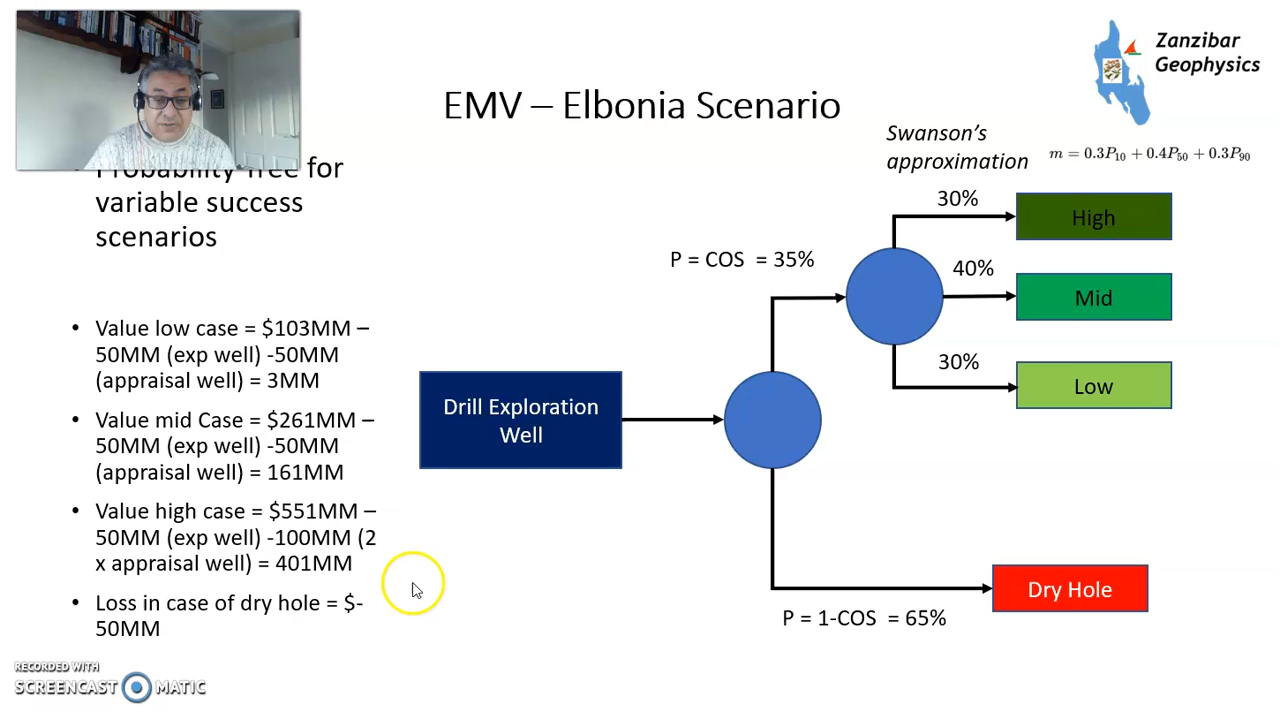 Zanzibar
Geophysics
EMV – Elbonia Scenario
Swanson's
approximation
m = 0.3P10 + 0.4P50 + 0.3P90
• Probability Tree for
variable success
scenarios
• Value low case = $103MM –
50MM (exp well) -50MM
(appraisal well) = 3MM
• Value mid Case = $261MM –
50MM (exp well) -50MM
(appraisal well) = 161MM
• Value high case = $551MM –
50MM (exp well) -100MM (2
x appraisal well) = 401MM
• Loss in case of dry hole = $-
50MM
Drill Exploration
Well
P = COS = 35%
30%
High
40%
Mid
30%
Low
Dry Hole
P = 1-COS = 65%
RECORDED WITH
SCREENCAST MATIC